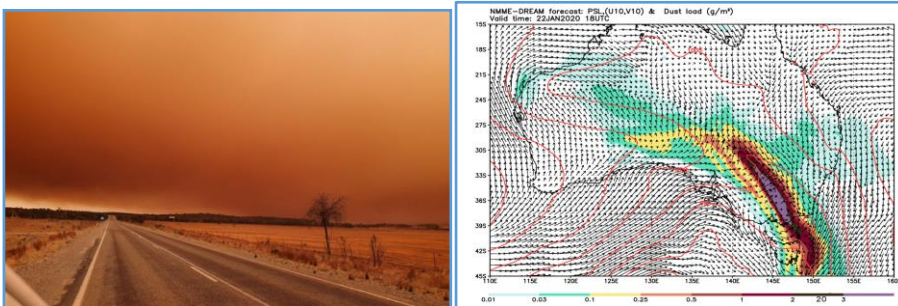 NMME-DREAM forecast: PSL,(U10,V10) & Dust load (g/m²)
Valid time: 22JAN2020 18UTC
15S
18S
21S
24S
27S
30S
33S
36S
39S
42S
45S
110E 115E 120E 125E 130E 135E 140E 145E 150E 155E 160E
0.01 0.03 0.1 0.25 0.5 1 2 20 3